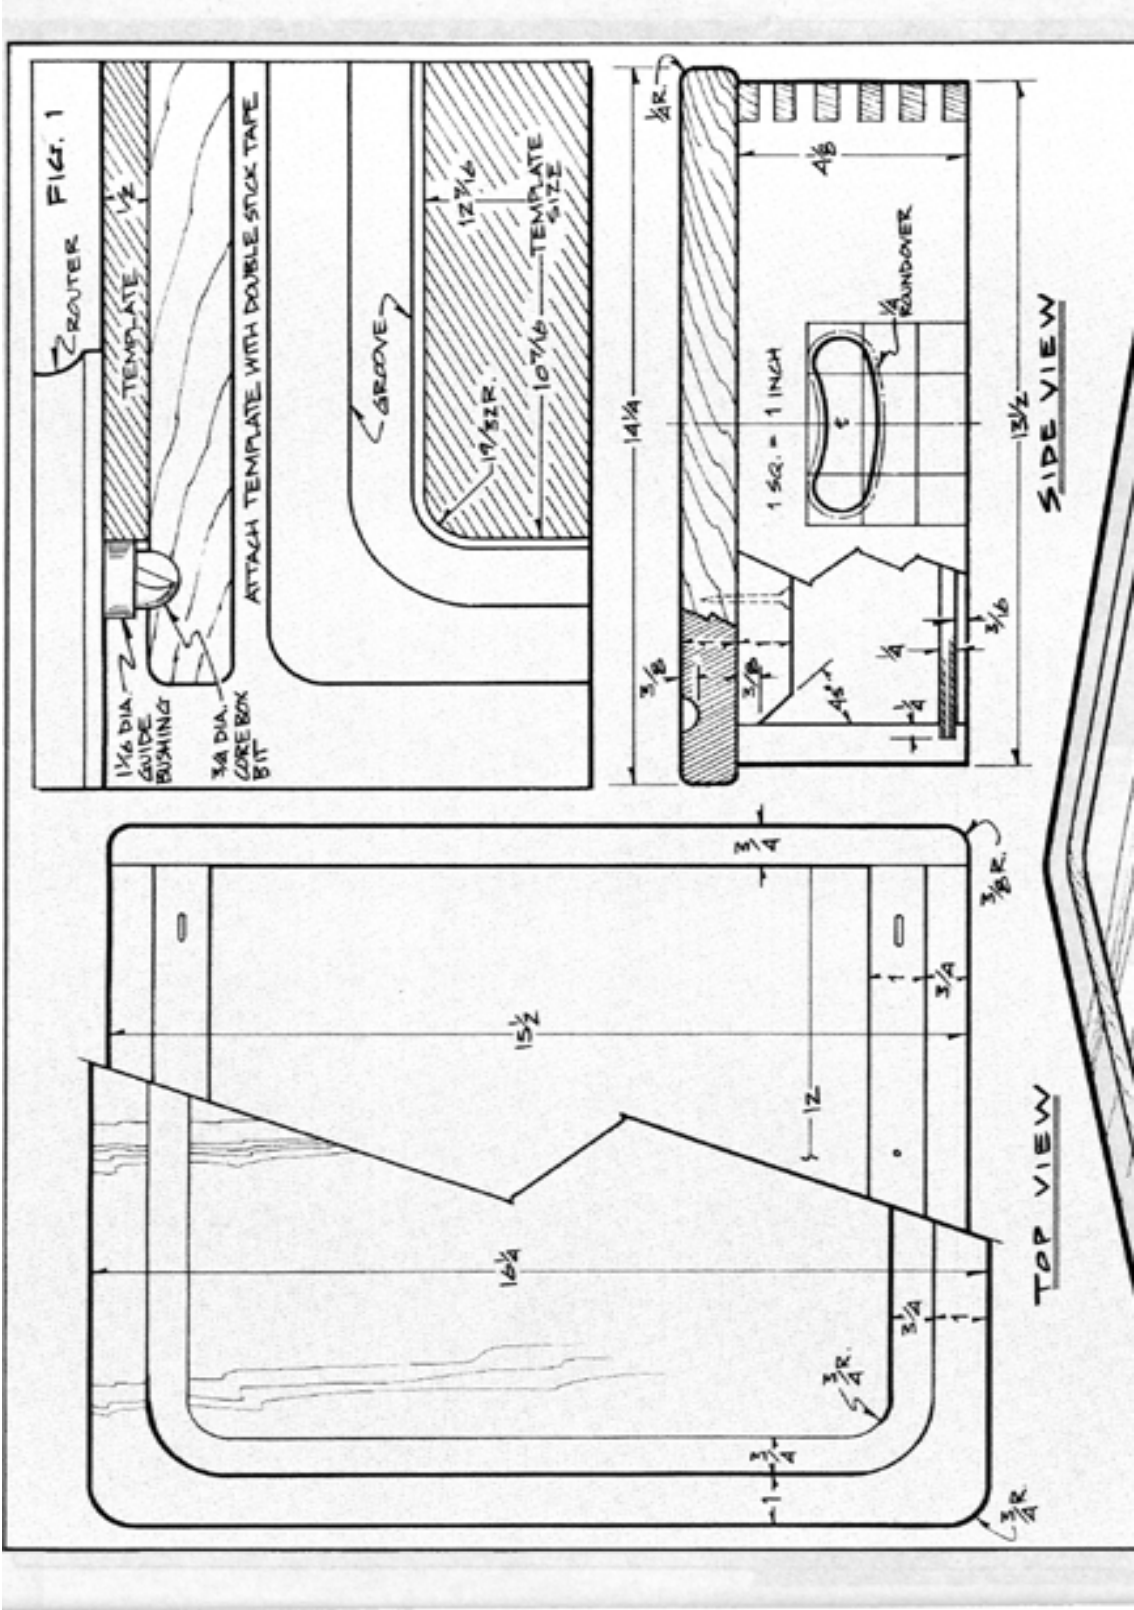 16 1/4
15 1/2
3/4
1
3/4 R.
3/4
1
3/4 R.
12
1
3/4
3/4
3/8 R.
TOP VIEW
ROUTER
FIG. 1
1 1/16 DIA.
GUIDE
BUSHING
TEMPLATE
1/2
3/4 DIA.
CORE BOX
BIT
ATTACH TEMPLATE WITH DOUBLE STICK TAPE
GROOVE
19/32 R.
12 7/16
10 7/16
TEMPLATE
SIZE
14 1/4
1/4 R.
3/8
1
3/8
1
45°
1 SQ. = 1 INCH
4 1/8
℄
1/4
ROUNDOVER
1/4
1/4
3/16
13 1/2
SIDE VIEW